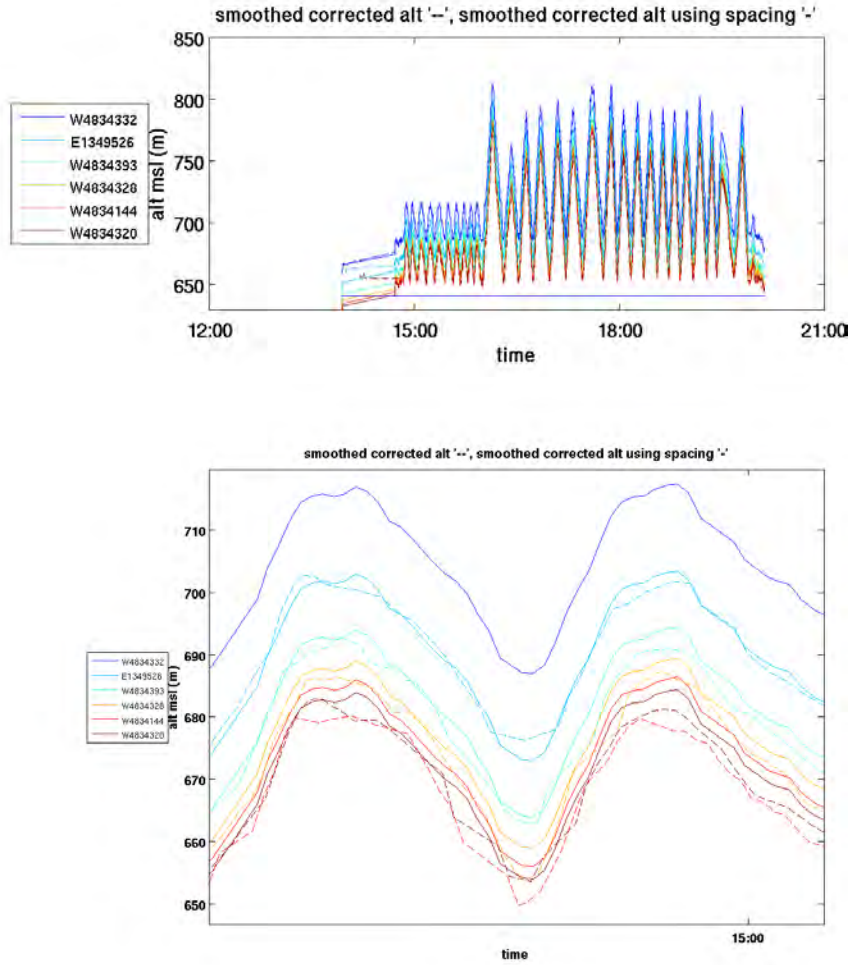 smoothed corrected alt '--', smoothed corrected alt using spacing '-'
850
800
750
700
650
alt msl (m)
W4834332
E1349526
W4834393
W4834328
W4834144
W4834320
12:00 15:00 18:00 21:00
time
smoothed corrected alt '--', smoothed corrected alt using spacing '-'
710
700
690
680
670
660
650
alt msl (m)
W4834332
E1349526
W4834393
W4834328
W4834144
W4834320
15:00
time